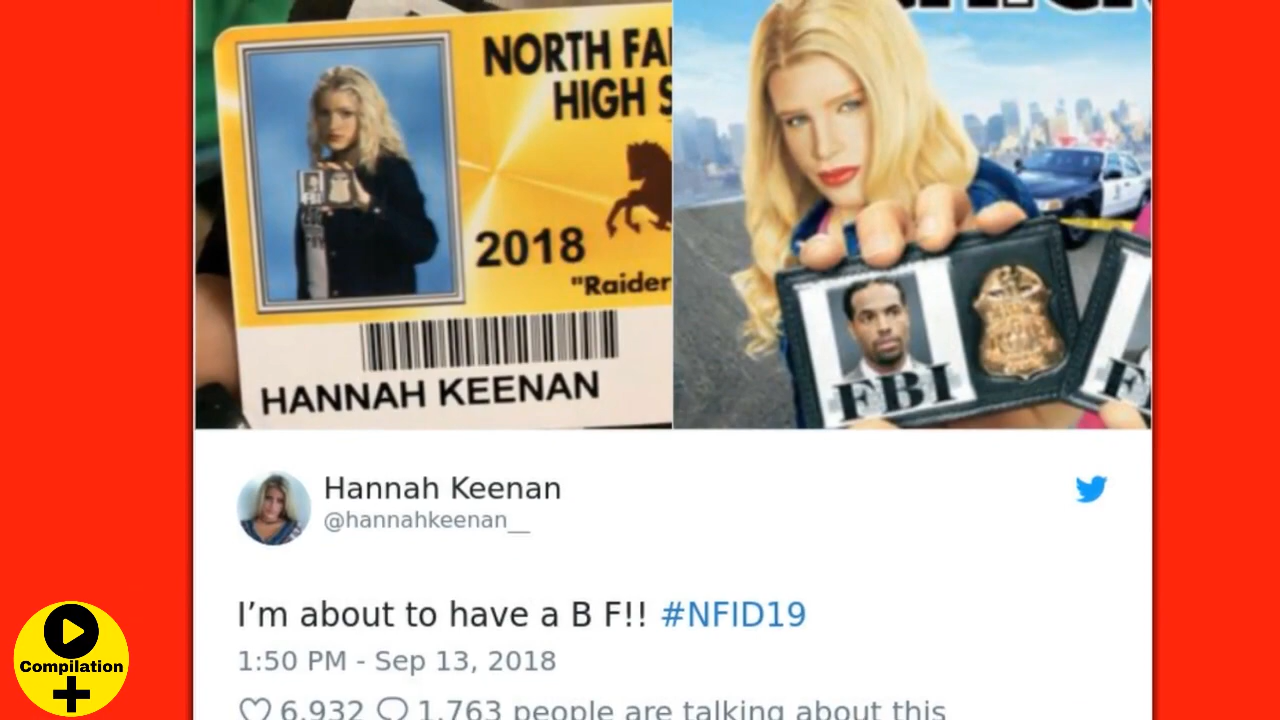 NORTH FA
HIGH S
2018
"Raider
HANNAH KEENAN
FBI
Hannah Keenan
@hannahkeenan__
I'm about to have a B F!! #NFID19
1:50 PM - Sep 13, 2018
6,932 1,763 people are talking about this
Compilation